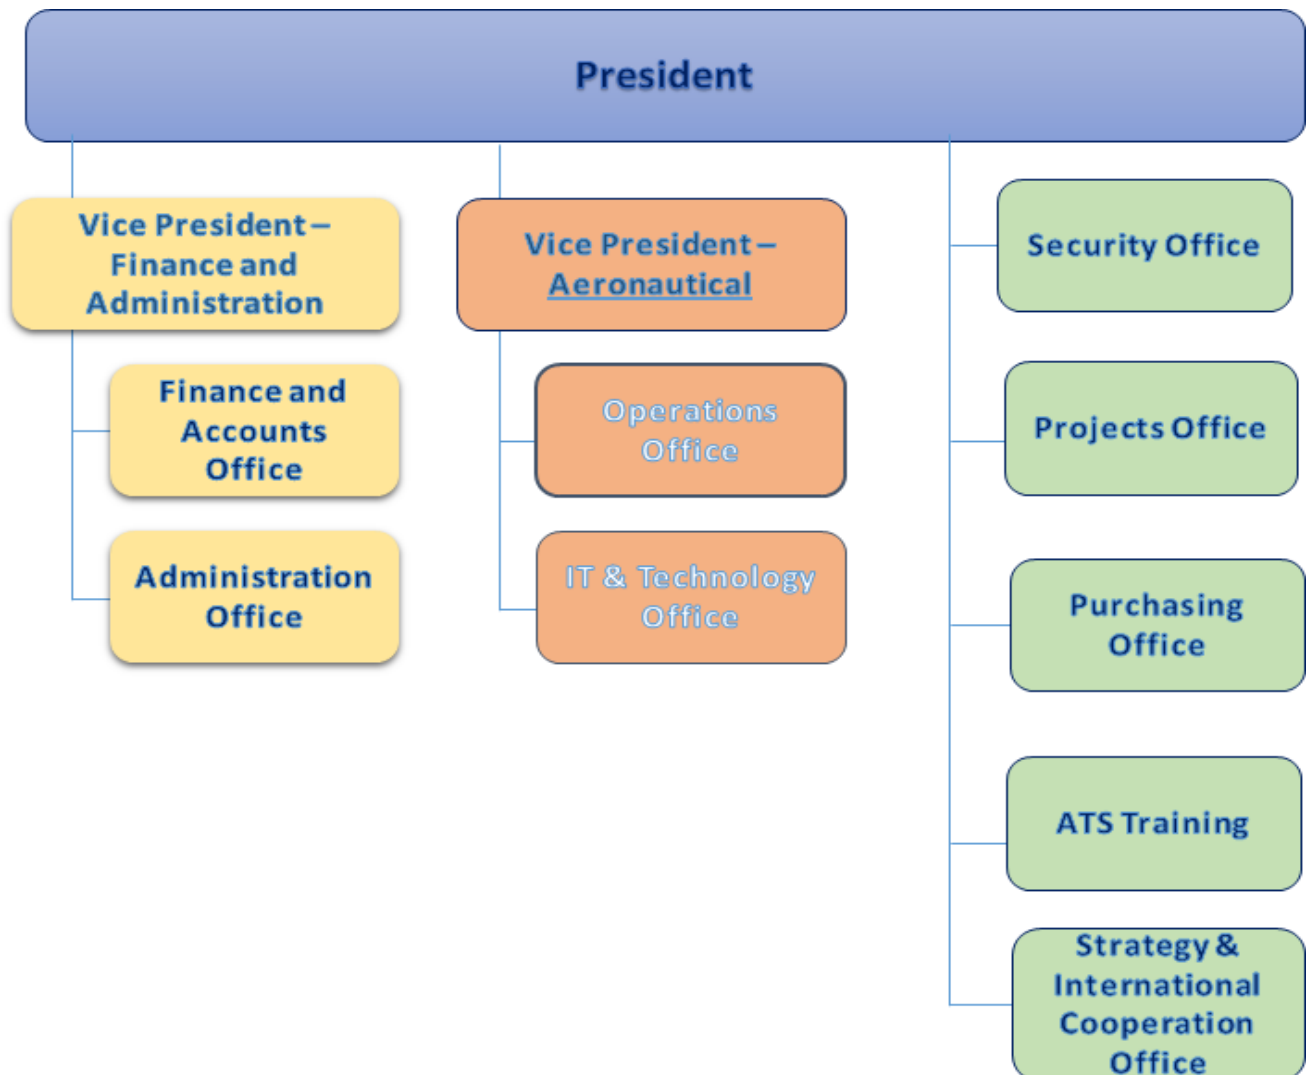 President
Vice President –
Finance and
Administration
Finance and
Accounts
Office
Administration
Office
Vice President –
Aeronautical
Operations
Office
IT & Technology
Office
Security Office
Projects Office
Purchasing
Office
ATS Training
Strategy &
International
Cooperation
Office